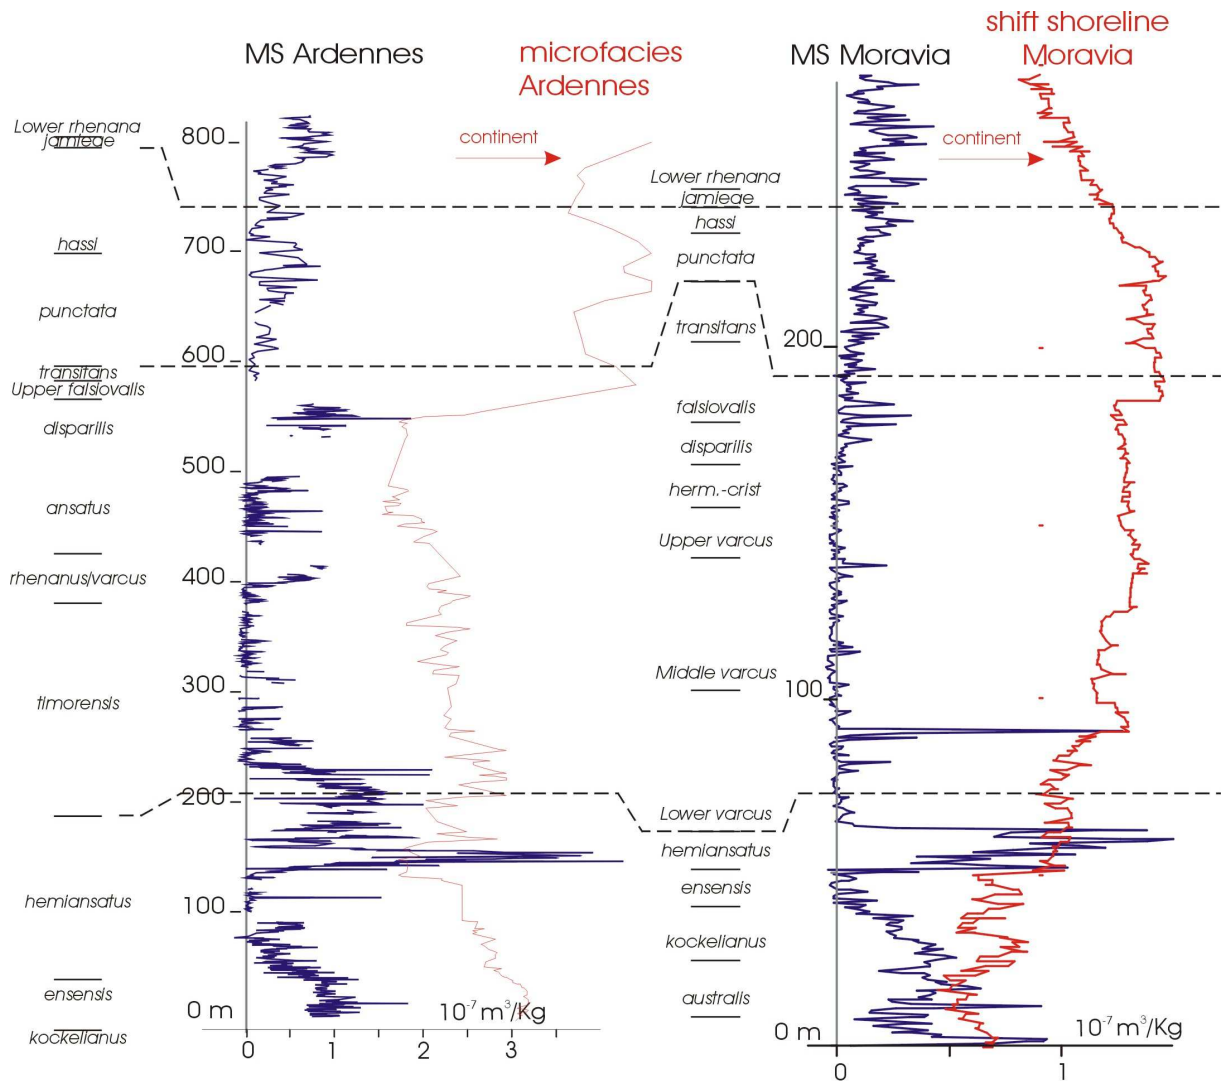 MS Ardennes
microfacies
Ardennes
MS Moravia
shift shoreline
Moravia
continent
continent
Lower rhenana
jamieae
hassi
punctata
transitans
Upper falsiovalis
disparilis
ansatus
rhenanus/varcus
timorensis
hemiansatus
ensensis
kockelianus
800
700
600
500
400
300
200
100
0 m
10⁻⁷ m³/Kg
0
1
2
3
Lower rhenana
jamieae
hassi
punctata
transitans
falsiovalis
disparilis
herm.-crist
Upper varcus
Middle varcus
Lower varcus
hemiansatus
ensensis
kockelianus
australis
200
100
0 m
10⁻⁷ m³/Kg
0
1